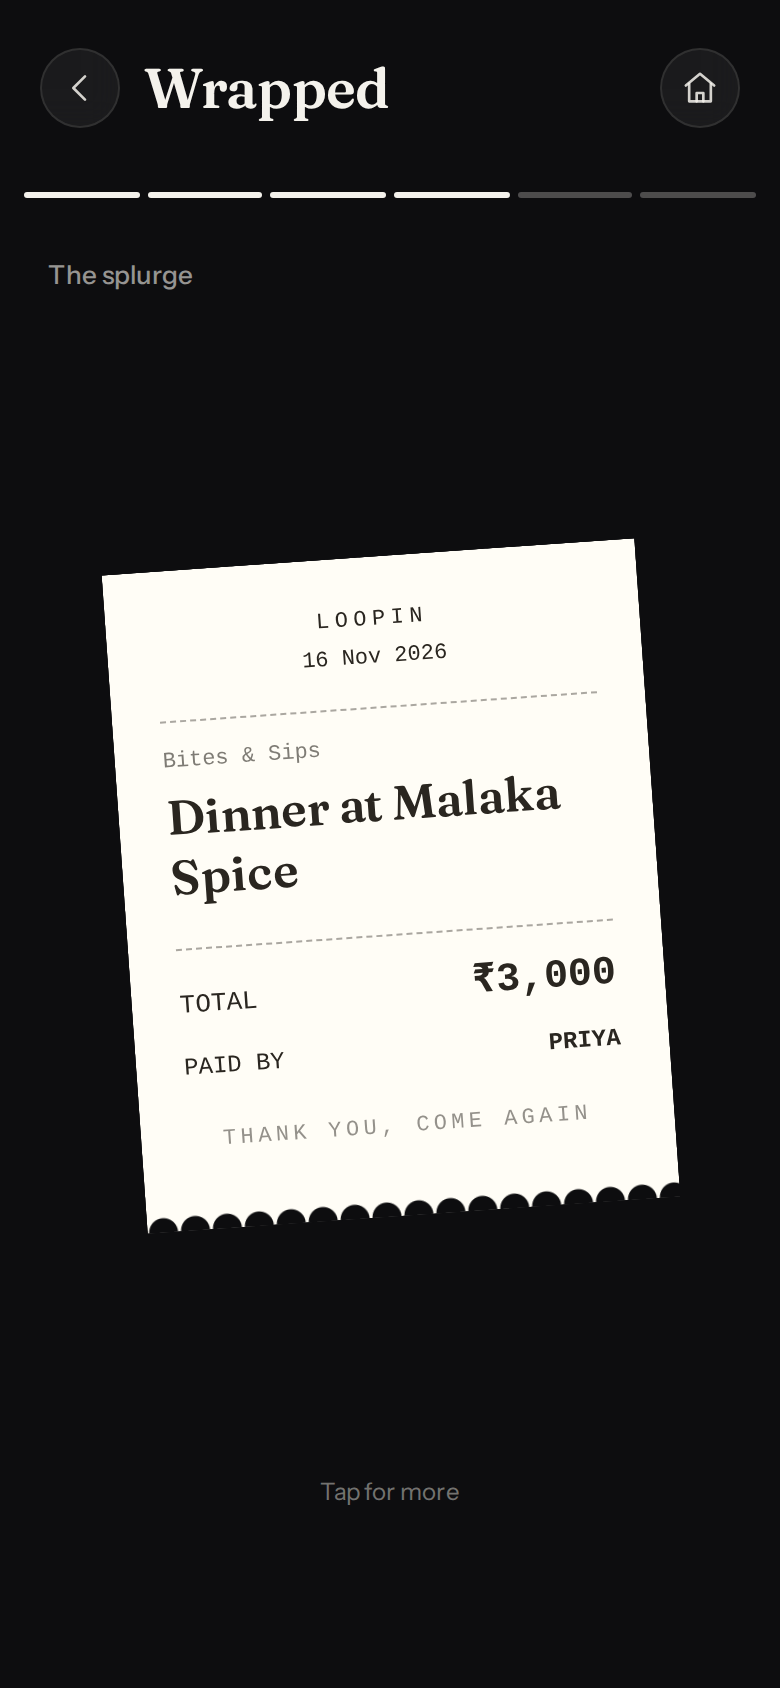 Wrapped
The splurge
LOOPIN
16 Nov 2026
Bites & Sips
Dinner at Malaka
Spice
TOTAL ₹3,000
PAID BY PRIYA
THANK YOU, COME AGAIN
Tap for more